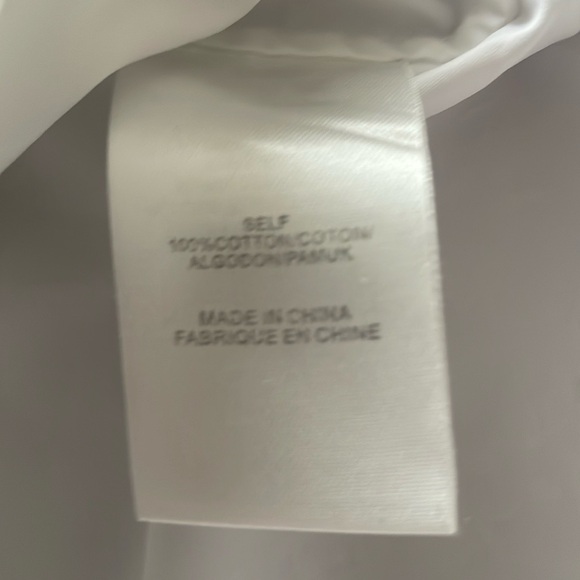 SELF
100%COTTON/COTON/
ALGODON/PAMUK
MADE IN CHINA
FABRIQUE EN CHINE